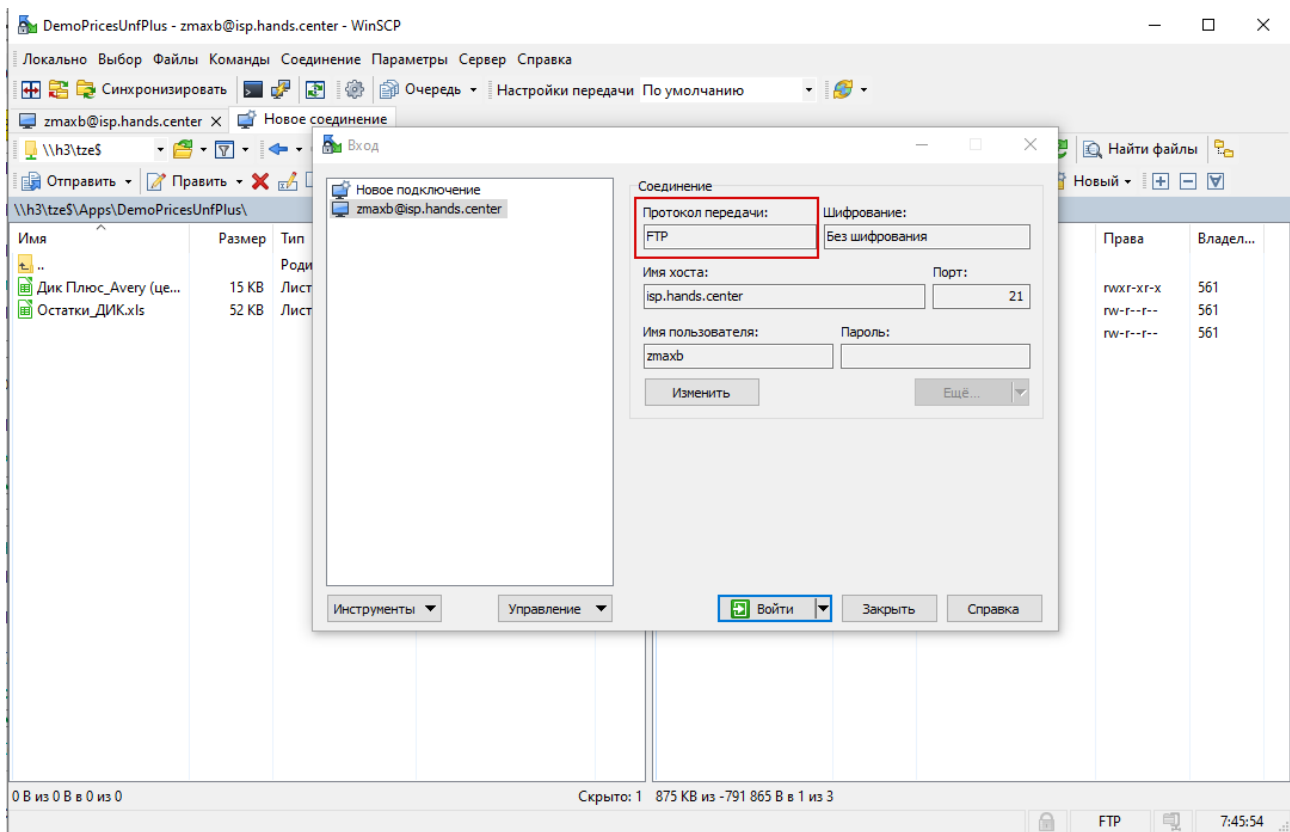 DemoPricesUnfPlus - zmaxb@isp.hands.center - WinSCP
Локально Выбор Файлы Команды Соединение Параметры Сервер Справка
Синхронизировать Очередь Настройки передачи По умолчанию
zmaxb@isp.hands.center Новое соединение
\\h3\tze$ Найти файлы
Отправить Править Новый
\\h3\tze$\Apps\DemoPricesUnfPlus\
Имя Размер Тип Права Владел...
.. Роди
Дик Плюс_Avery (це... 15 KB Лист rwxr-xr-x 561
Остатки_ДИК.xls 52 KB Лист rw-r--r-- 561
rw-r--r-- 561
Вход
Новое подключение
zmaxb@isp.hands.center
Соединение
Протокол передачи: Шифрование:
FTP Без шифрования
Имя хоста: Порт:
isp.hands.center 21
Имя пользователя: Пароль:
zmaxb
Изменить Ещё...
Инструменты Управление Войти Закрыть Справка
0 B из 0 B в 0 из 0 Скрыто: 1 875 KB из -791 865 B в 1 из 3
FTP 7:45:54